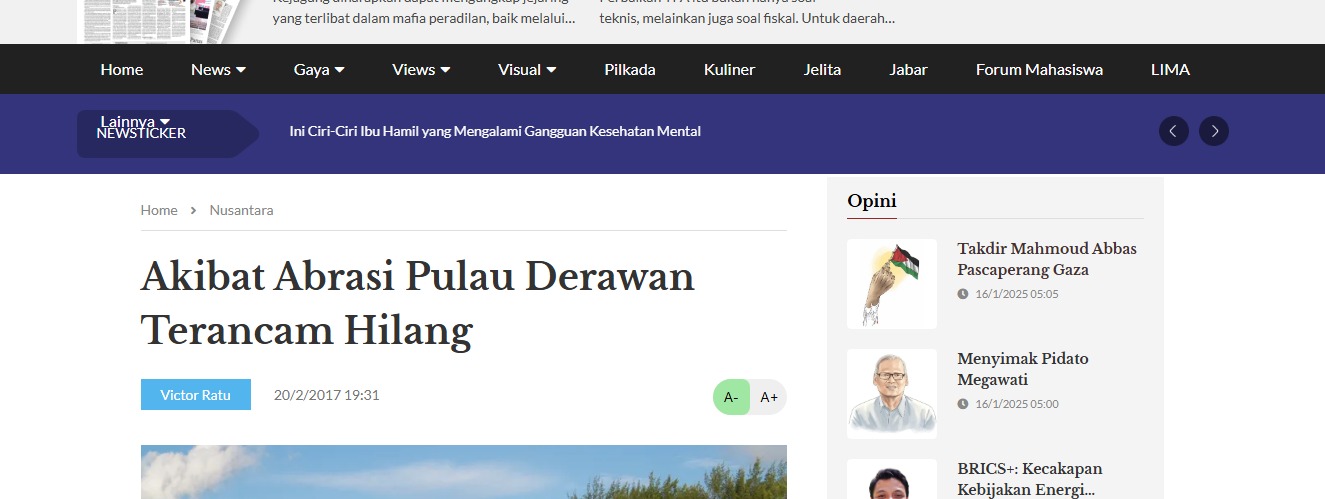 yang terlibat dalam mafia peradilan, baik melalui...
teknis, melainkan juga soal fiskal. Untuk daerah...
Home News Gaya Views Visual Pilkada Kuliner Jelita Jabar Forum Mahasiswa LIMA
Lainnya
NEWSTICKER
Ini Ciri-Ciri Ibu Hamil yang Mengalami Gangguan Kesehatan Mental
Home > Nusantara
Akibat Abrasi Pulau Derawan
Terancam Hilang
Victor Ratu
20/2/2017 19:31
A- A+
Opini
Takdir Mahmoud Abbas
Pascaperang Gaza
16/1/2025 05:05
Menyimak Pidato
Megawati
16/1/2025 05:00
BRICS+: Kecakapan
Kebijakan Energi...